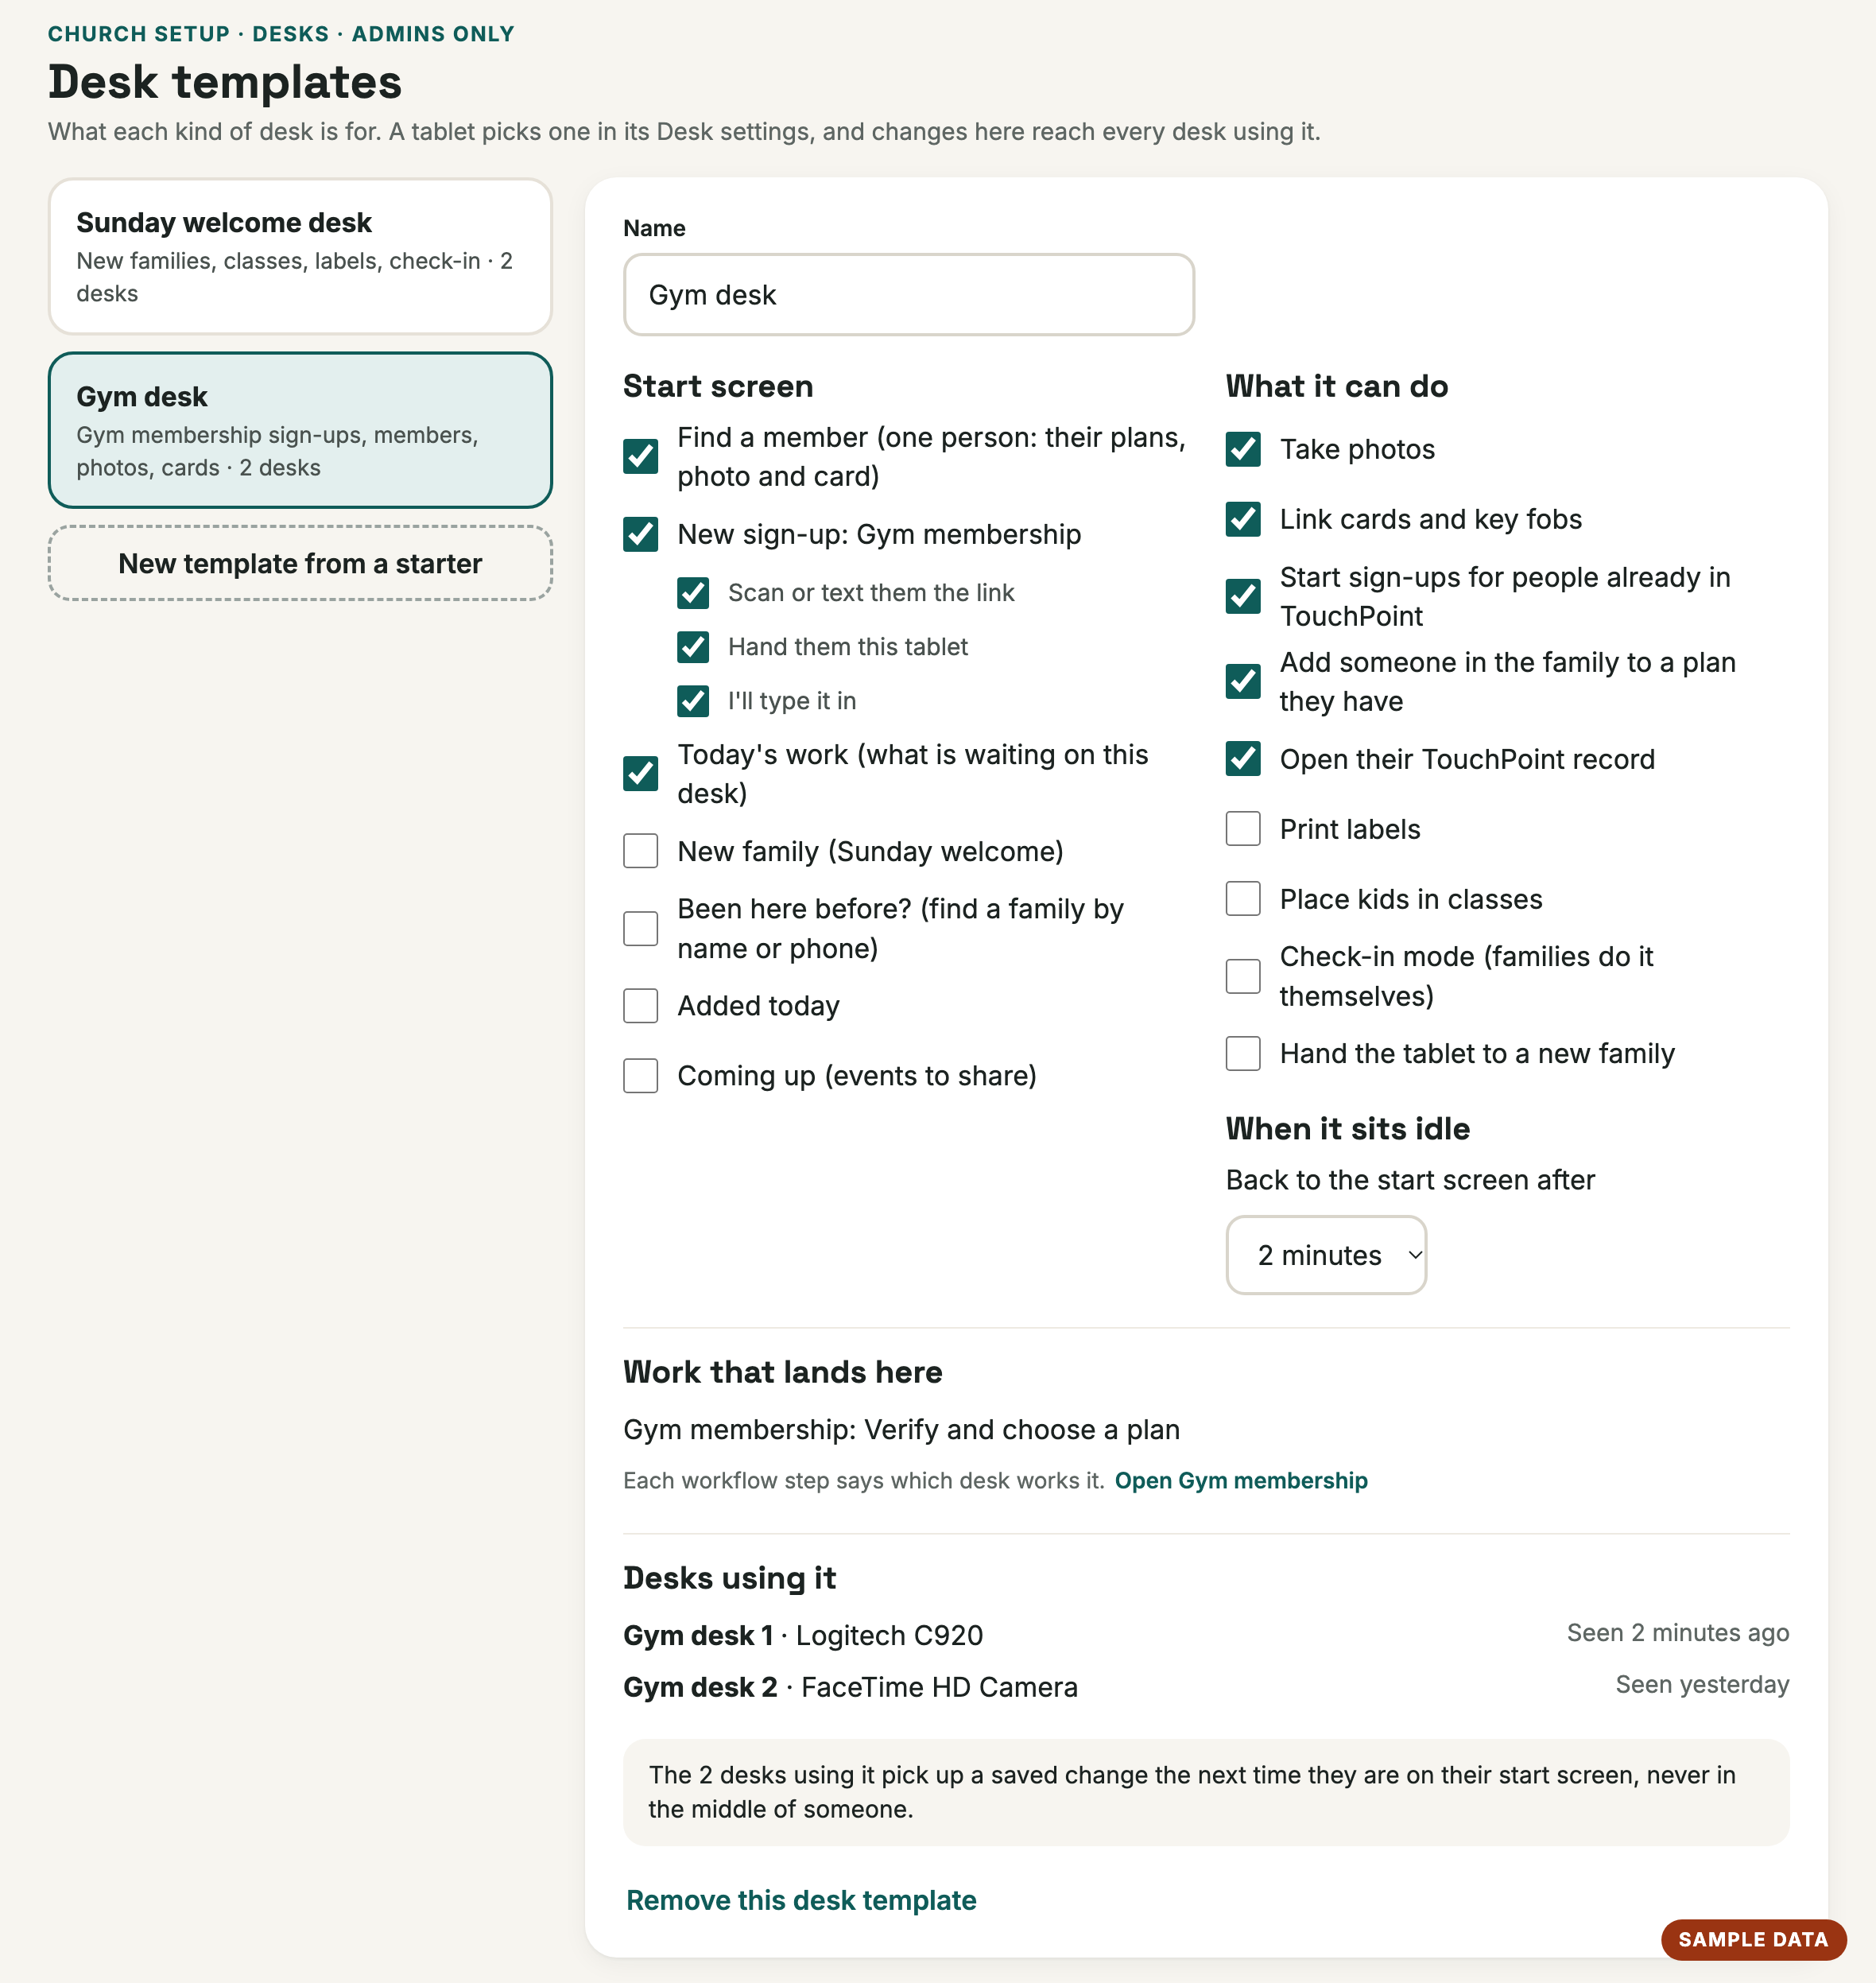 CHURCH SETUP · DESKS · ADMINS ONLY
Desk templates
What each kind of desk is for. A tablet picks one in its Desk settings, and changes here reach every desk using it.
Sunday welcome desk
New families, classes, labels, check-in · 2
desks
Gym desk
Gym membership sign-ups, members,
photos, cards · 2 desks
New template from a starter
Name
Gym desk
Start screen
Find a member (one person: their plans,
photo and card)
New sign-up: Gym membership
Scan or text them the link
Hand them this tablet
I'll type it in
Today's work (what is waiting on this
desk)
New family (Sunday welcome)
Been here before? (find a family by
name or phone)
Added today
Coming up (events to share)
What it can do
Take photos
Link cards and key fobs
Start sign-ups for people already in
TouchPoint
Add someone in the family to a plan
they have
Open their TouchPoint record
Print labels
Place kids in classes
Check-in mode (families do it
themselves)
Hand the tablet to a new family
When it sits idle
Back to the start screen after
2 minutes
Work that lands here
Gym membership: Verify and choose a plan
Each workflow step says which desk works it. Open Gym membership
Desks using it
Gym desk 1 · Logitech C920
Seen 2 minutes ago
Gym desk 2 · FaceTime HD Camera
Seen yesterday
The 2 desks using it pick up a saved change the next time they are on their start screen, never in
the middle of someone.
Remove this desk template
SAMPLE DATA